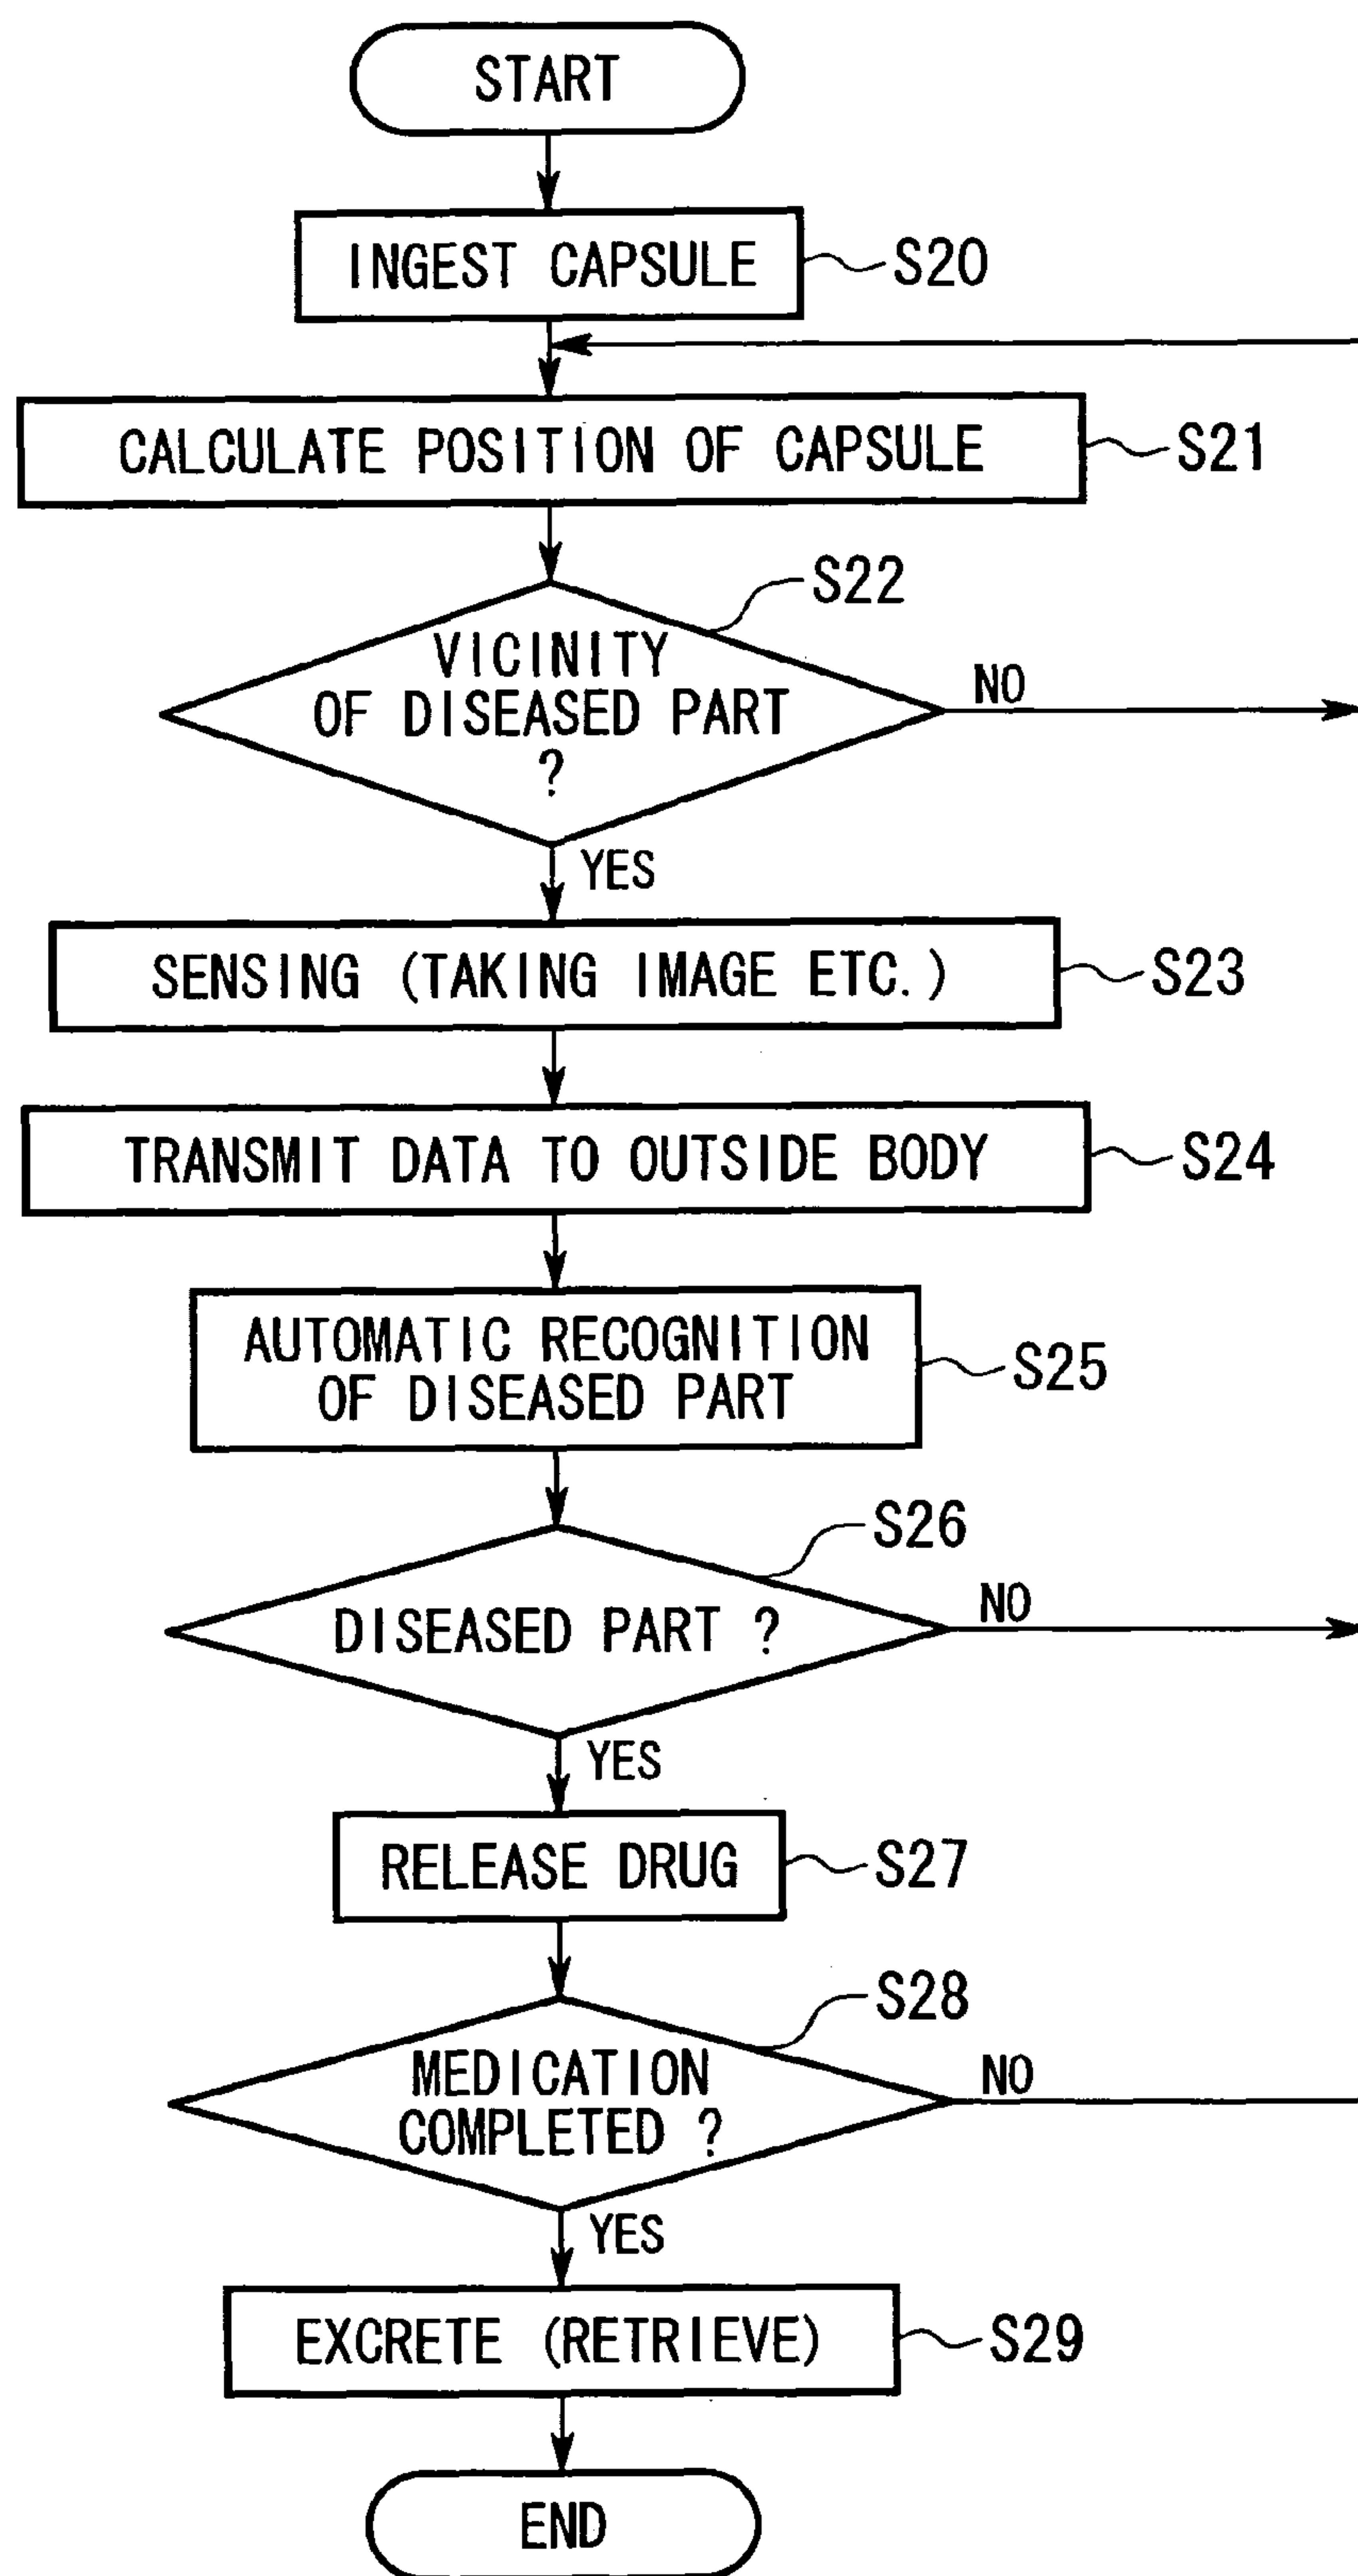 START
INGEST CAPSULE
S20
CALCULATE POSITION OF CAPSULE
S21
S22
VICINITY
OF DISEASED PART
?
NO
YES
SENSING (TAKING IMAGE ETC.)
S23
TRANSMIT DATA TO OUTSIDE BODY
S24
AUTOMATIC RECOGNITION
OF DISEASED PART
S25
S26
DISEASED PART ?
NO
YES
RELEASE DRUG
S27
S28
MEDICATION
COMPLETED ?
NO
YES
EXCRETE (RETRIEVE)
S29
END